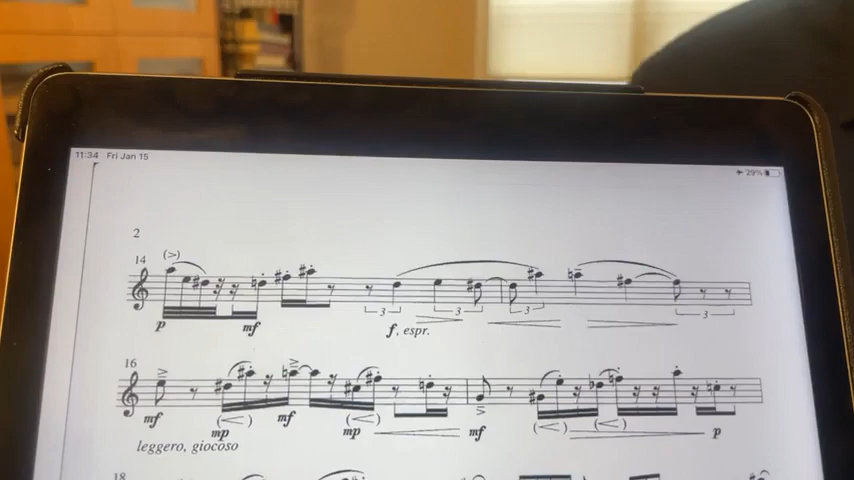 11:34 Fri Jan 15
29%
2
14
(>)
3 3 3 3
p mf f, espr.
16
mf mp mf mp mf p
leggero, giocoso
18